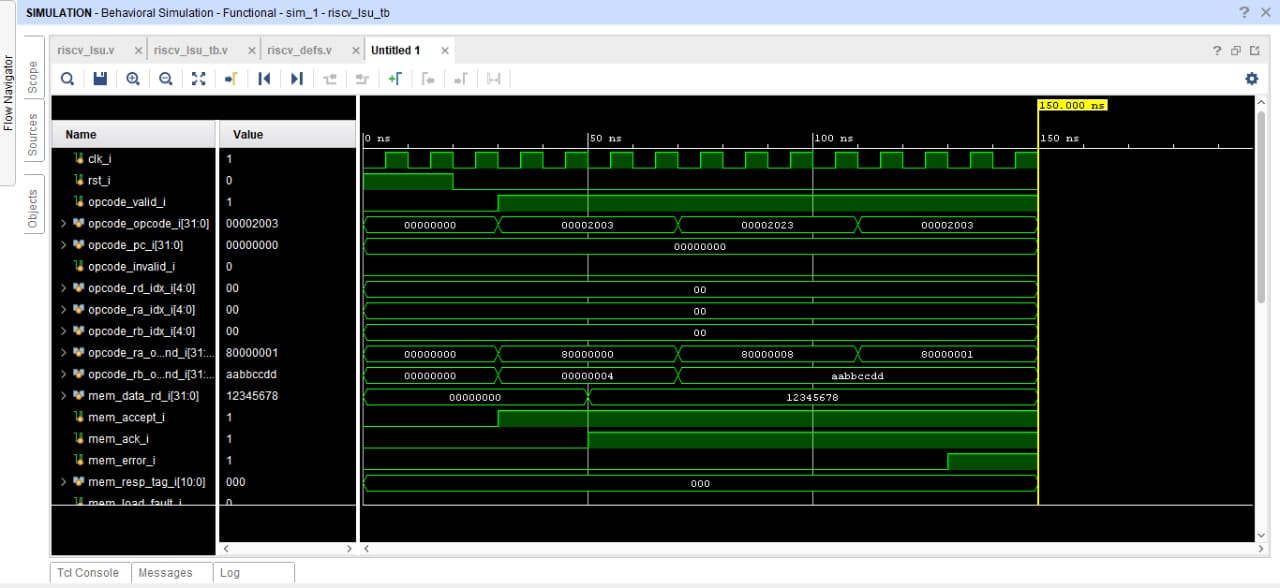 SIMULATION - Behavioral Simulation - Functional - sim_1 - riscv_lsu_tb
Flow Navigator
Scope
Sources
Objects
riscv_lsu.v
riscv_lsu_tb.v
riscv_defs.v
Untitled 1
150.000 ns
Name Value 0 ns 50 ns 100 ns 150 ns
clk_i 1
rst_i 0
opcode_valid_i 1
opcode_opcode_i[31:0] 00002003 00000000 00002003 00002023 00002003
opcode_pc_i[31:0] 00000000 00000000
opcode_invalid_i 0
opcode_rd_idx_i[4:0] 00 00
opcode_ra_idx_i[4:0] 00 00
opcode_rb_idx_i[4:0] 00 00
opcode_ra_o...nd_i[31:... 80000001 00000000 80000000 80000008 80000001
opcode_rb_o...nd_i[31:... aabbccdd 00000000 00000004 aabbccdd
mem_data_rd_i[31:0] 12345678 00000000 12345678
mem_accept_i 1
mem_ack_i 1
mem_error_i 1
mem_resp_tag_i[10:0] 000 000
mem_load_fault_i 0
Tcl Console Messages Log